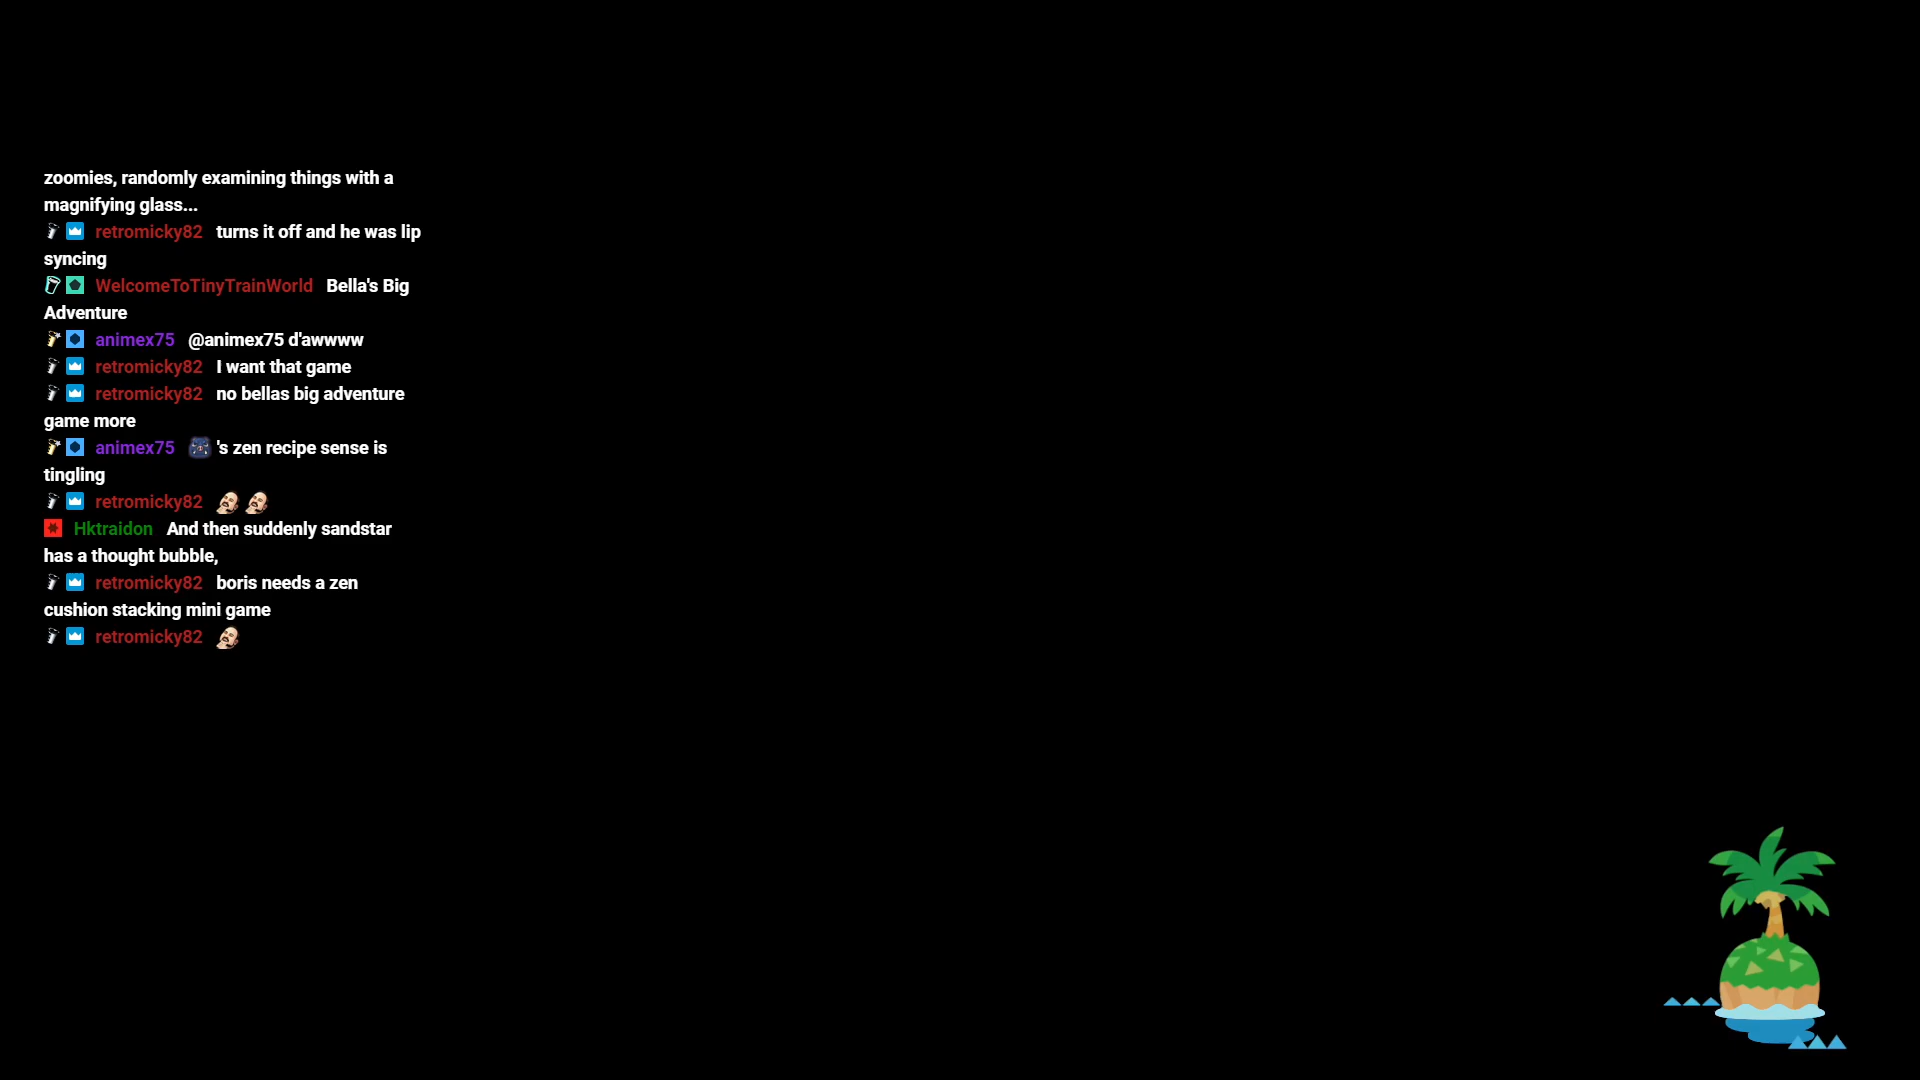 zoomies, randomly examining things with a
magnifying glass...
retromicky82 turns it off and he was lip
syncing
WelcomeToTinyTrainWorld Bella's Big
Adventure
animex75 @animex75 d'awwww
retromicky82 I want that game
retromicky82 no bellas big adventure
game more
animex75 's zen recipe sense is
tingling
retromicky82
Hktraidon And then suddenly sandstar
has a thought bubble,
retromicky82 boris needs a zen
cushion stacking mini game
retromicky82